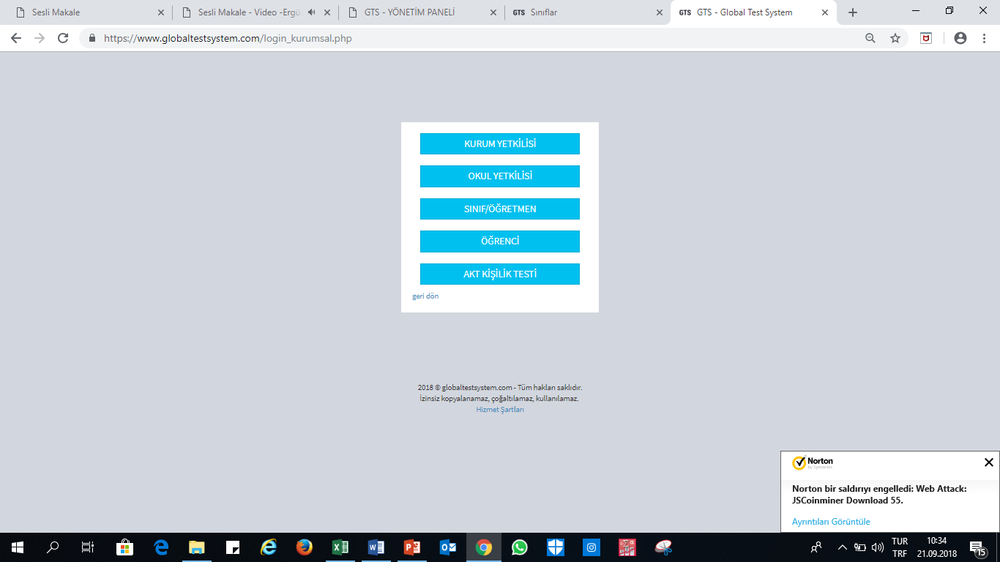 Sesli Makale
Sesli Makale - Video -Ergü
GTS - YÖNETİM PANELİ
GTS Sınıflar
GTS GTS - Global Test System
https://www.globaltestsystem.com/login_kurumsal.php
KURUM YETKİLİSİ
OKUL YETKİLİSİ
SINIF/ÖĞRETMEN
ÖĞRENCİ
AKT KİŞİLİK TESTİ
geri dön
2018 © globaltestsystem.com - Tüm hakları saklıdır.
İzinsiz kopyalanamaz, çoğaltılamaz, kullanılamaz.
Hizmet Şartları
Norton
by Symantec
Norton bir saldırıyı engelledi: Web Attack:
JSCoinminer Download 55.
Ayrıntıları Görüntüle
TUR
TRF
10:34
21.09.2018
15